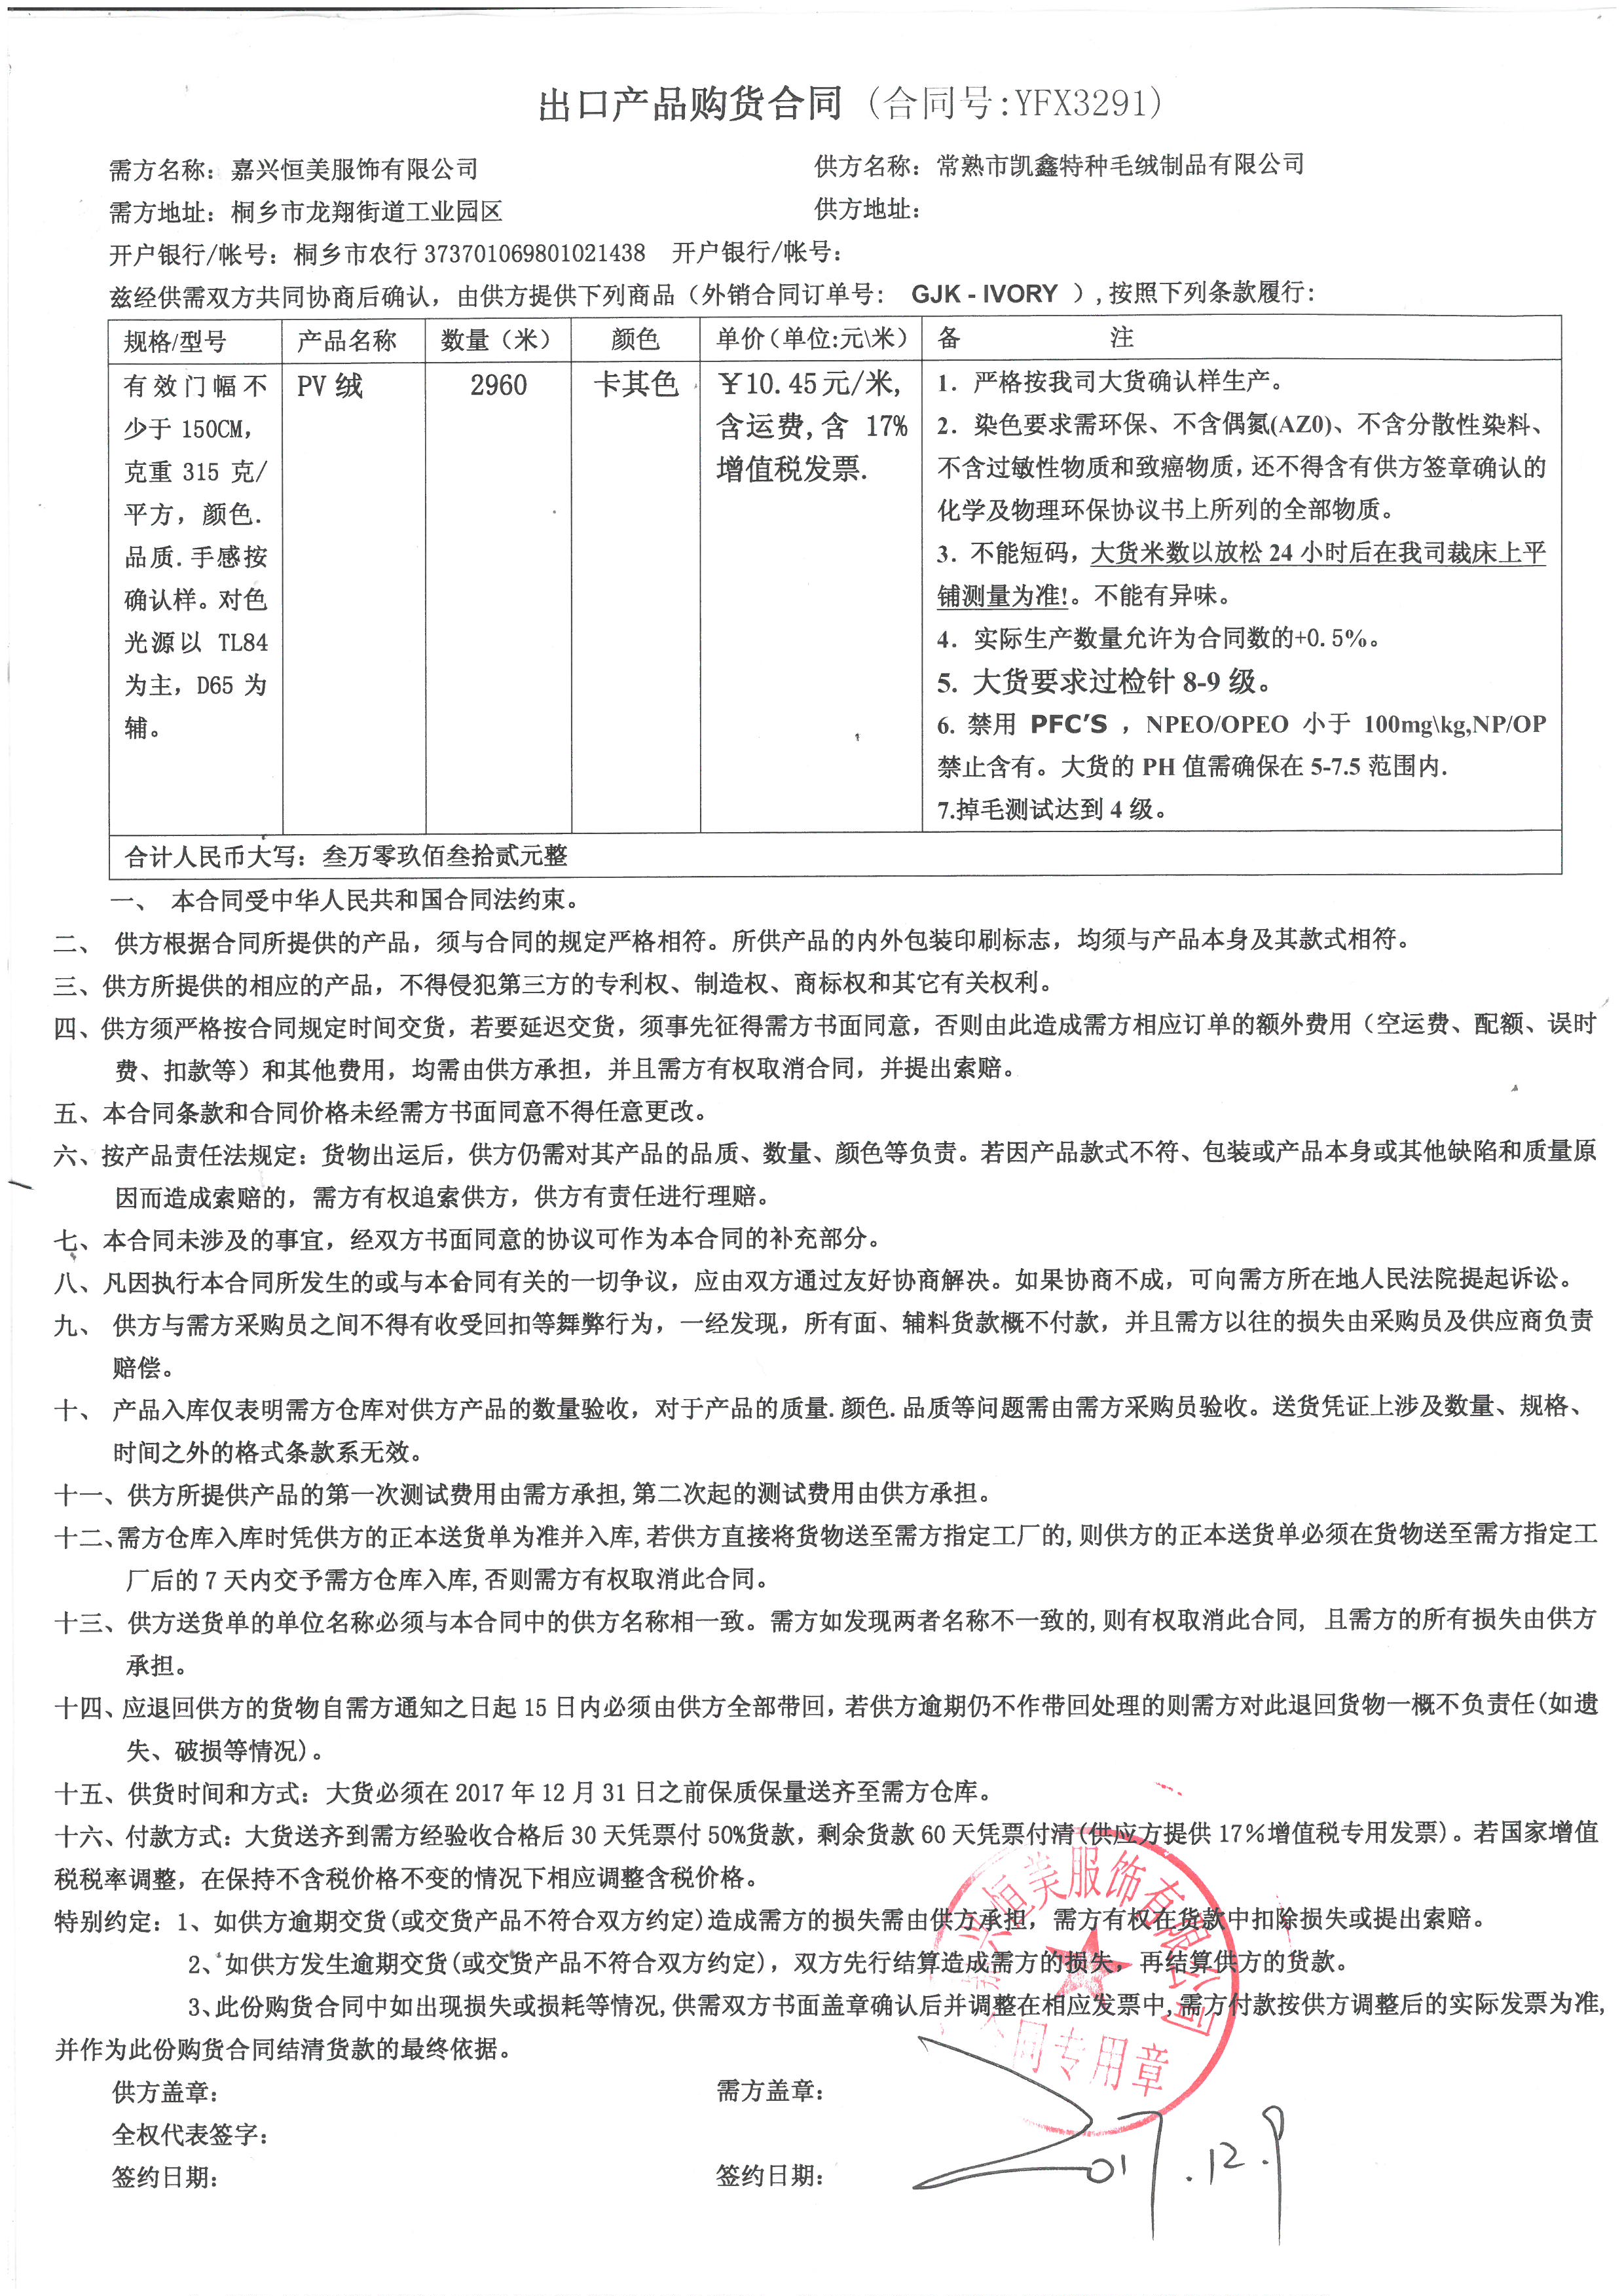 出口产品购货合同（合同号:YFX3291）
需方名称：嘉兴恒美服饰有限公司 供方名称：常熟市凯鑫特种毛绒制品有限公司
需方地址：桐乡市龙翔街道工业园区 供方地址：
开户银行/帐号：桐乡市农行 373701069801021438 开户银行/帐号：
兹经供需双方共同协商后确认，由供方提供下列商品（外销合同订单号： GJK - IVORY ）,按照下列条款履行：
规格/型号 产品名称 数量（米） 颜色 单价（单位:元\米） 备 注
有效门幅不
少于 150CM，
克重 315 克/
平方，颜色.
品质.手感按
确认样。对色
光源以 TL84
为主，D65 为
辅。
PV 绒
2960
卡其色
￥10.45元/米,
含运费,含 17%
增值税发票.
1．严格按我司大货确认样生产。
2．染色要求需环保、不含偶氮(AZ0)、不含分散性染料、
不含过敏性物质和致癌物质，还不得含有供方签章确认的
化学及物理环保协议书上所列的全部物质。
3．不能短码，大货米数以放松 24 小时后在我司裁床上平
铺测量为准!。不能有异味。
4．实际生产数量允许为合同数的+0.5%。
5. 大货要求过检针 8-9 级。
6. 禁用 PFC’S ，NPEO/OPEO 小于 100mg\kg,NP/OP
禁止含有。大货的 PH 值需确保在 5-7.5 范围内.
7.掉毛测试达到 4 级。
合计人民币大写：叁万零玖佰叁拾贰元整
一、 本合同受中华人民共和国合同法约束。
二、 供方根据合同所提供的产品，须与合同的规定严格相符。所供产品的内外包装印刷标志，均须与产品本身及其款式相符。
三、供方所提供的相应的产品，不得侵犯第三方的专利权、制造权、商标权和其它有关权利。
四、供方须严格按合同规定时间交货，若要延迟交货，须事先征得需方书面同意，否则由此造成需方相应订单的额外费用（空运费、配额、误时
费、扣款等）和其他费用，均需由供方承担，并且需方有权取消合同，并提出索赔。
五、本合同条款和合同价格未经需方书面同意不得任意更改。
六、按产品责任法规定：货物出运后，供方仍需对其产品的品质、数量、颜色等负责。若因产品款式不符、包装或产品本身或其他缺陷和质量原
因而造成索赔的，需方有权追索供方，供方有责任进行理赔。
七、本合同未涉及的事宜，经双方书面同意的协议可作为本合同的补充部分。
八、凡因执行本合同所发生的或与本合同有关的一切争议，应由双方通过友好协商解决。如果协商不成，可向需方所在地人民法院提起诉讼。
九、 供方与需方采购员之间不得有收受回扣等舞弊行为，一经发现，所有面、辅料货款概不付款，并且需方以往的损失由采购员及供应商负责
赔偿。
十、 产品入库仅表明需方仓库对供方产品的数量验收，对于产品的质量.颜色.品质等问题需由需方采购员验收。送货凭证上涉及数量、规格、
时间之外的格式条款系无效。
十一、供方所提供产品的第一次测试费用由需方承担,第二次起的测试费用由供方承担。
十二、需方仓库入库时凭供方的正本送货单为准并入库,若供方直接将货物送至需方指定工厂的,则供方的正本送货单必须在货物送至需方指定工
厂后的 7 天内交予需方仓库入库,否则需方有权取消此合同。
十三、供方送货单的单位名称必须与本合同中的供方名称相一致。需方如发现两者名称不一致的,则有权取消此合同, 且需方的所有损失由供方
承担。
十四、应退回供方的货物自需方通知之日起 15 日内必须由供方全部带回，若供方逾期仍不作带回处理的则需方对此退回货物一概不负责任(如遗
失、破损等情况)。
十五、供货时间和方式：大货必须在 2017 年 12 月 31 日之前保质保量送齐至需方仓库。
十六、付款方式：大货送齐到需方经验收合格后 30 天凭票付 50%货款，剩余货款 60 天凭票付清(供应方提供 17%增值税专用发票)。若国家增值
税税率调整，在保持不含税价格不变的情况下相应调整含税价格。
特别约定：1、如供方逾期交货(或交货产品不符合双方约定)造成需方的损失需由供方承担，需方有权在货款中扣除损失或提出索赔。
2、如供方发生逾期交货(或交货产品不符合双方约定)，双方先行结算造成需方的损失，再结算供方的货款。
3、此份购货合同中如出现损失或损耗等情况,供需双方书面盖章确认后并调整在相应发票中,需方付款按供方调整后的实际发票为准,
并作为此份购货合同结清货款的最终依据。
嘉兴恒美服饰有限公司
合同专用章
供方盖章： 需方盖章：
全权代表签字：
签约日期： 签约日期： 2017.12.9